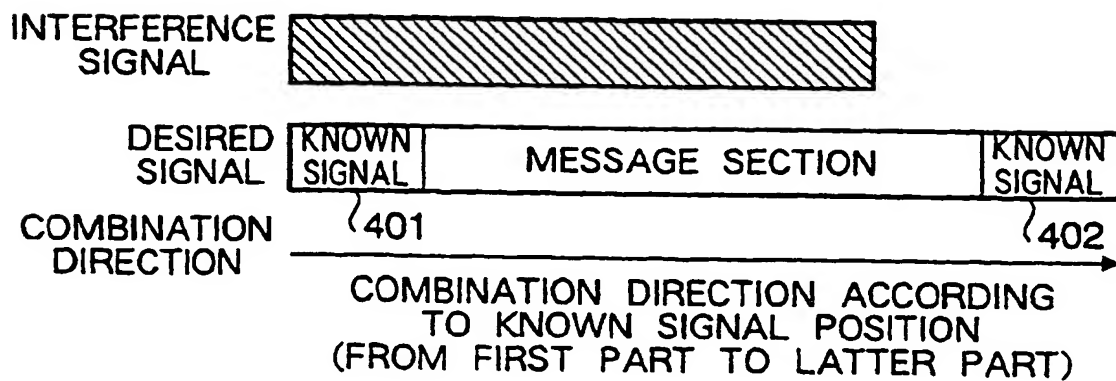 INTERFERENCE
SIGNAL
DESIRED
SIGNAL
KNOWN
SIGNAL
MESSAGE SECTION
KNOWN
SIGNAL
401
402
COMBINATION
DIRECTION
COMBINATION DIRECTION ACCORDING
TO KNOWN SIGNAL POSITION
(FROM FIRST PART TO LATTER PART)